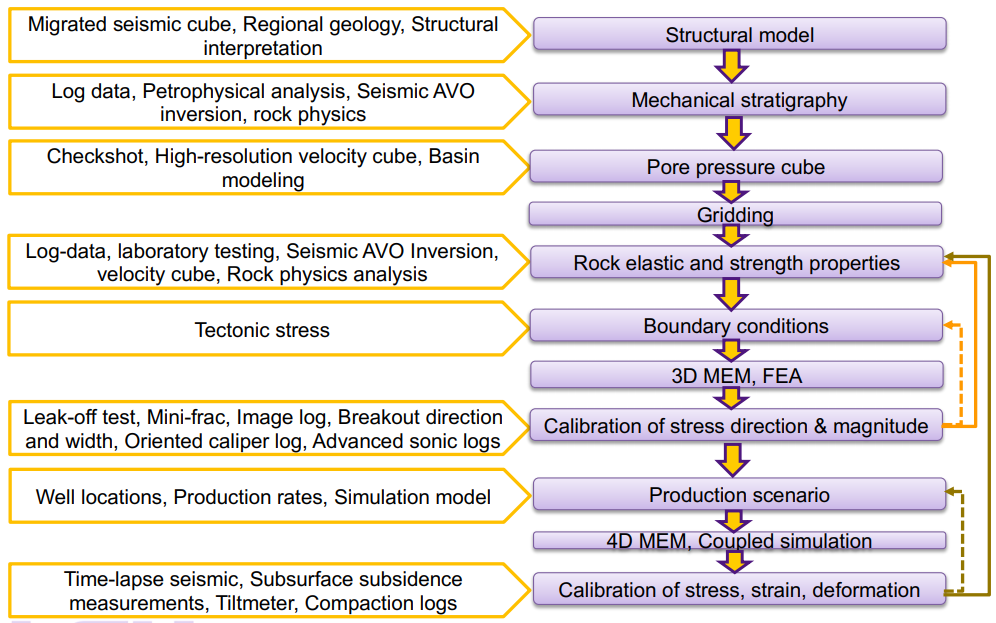 Migrated seismic cube, Regional geology, Structural
interpretation
Structural model
Log data, Petrophysical analysis, Seismic AVO
inversion, rock physics
Mechanical stratigraphy
Checkshot, High-resolution velocity cube, Basin
modeling
Pore pressure cube
Gridding
Log-data, laboratory testing, Seismic AVO Inversion,
velocity cube, Rock physics analysis
Rock elastic and strength properties
Tectonic stress
Boundary conditions
3D MEM, FEA
Leak-off test, Mini-frac, Image log, Breakout direction
and width, Oriented caliper log, Advanced sonic logs
Calibration of stress direction & magnitude
Well locations, Production rates, Simulation model
Production scenario
4D MEM, Coupled simulation
Time-lapse seismic, Subsurface subsidence
measurements, Tiltmeter, Compaction logs
Calibration of stress, strain, deformation